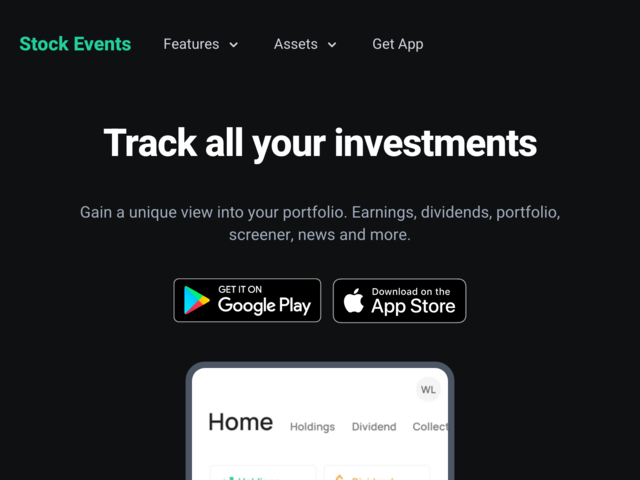 Stock Events
Features
Assets
Get App
Track all your investments
Gain a unique view into your portfolio. Earnings, dividends, portfolio,
screener, news and more.
GET IT ON
Google Play
Download on the
App Store
WL
Home
Holdings
Dividend
Collect